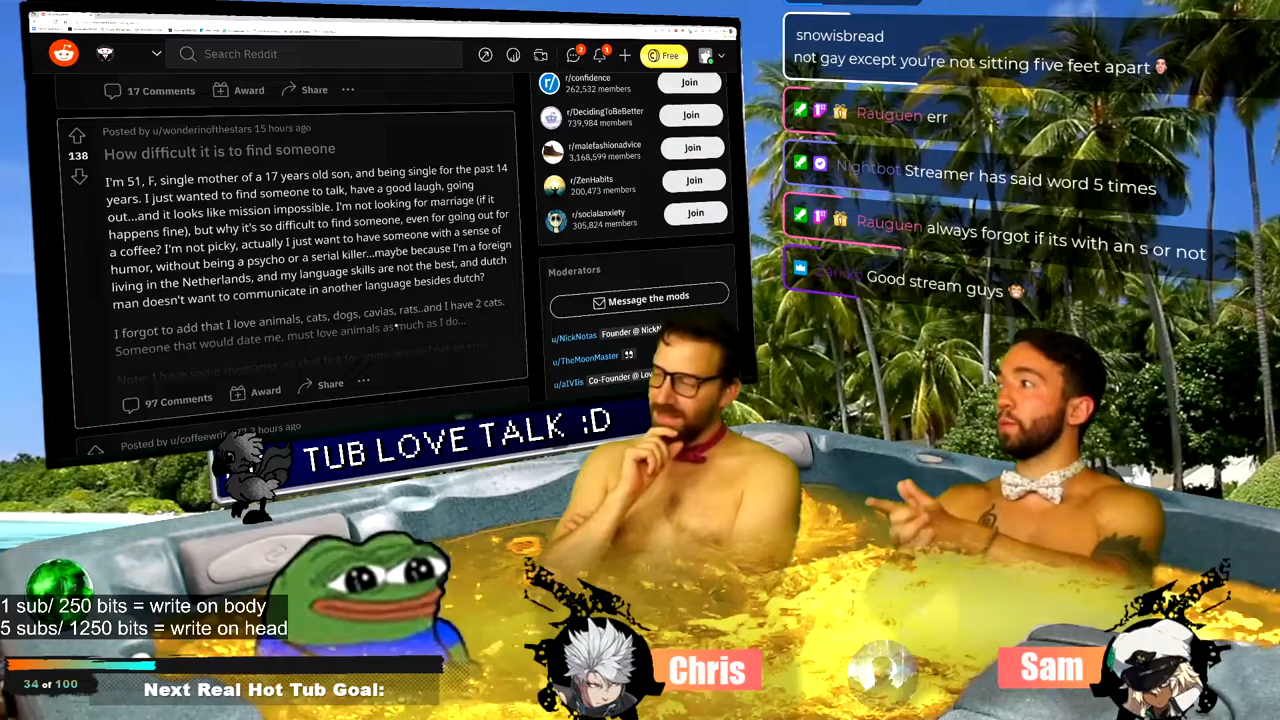 Search Reddit
2
1
Free
17 Comments
Award
Share
Posted by u/wonderinofthestars 15 hours ago
138
How difficult it is to find someone
I'm 51, F, single mother of a 17 years old son, and being single for the past 14
years. I just wanted to find someone to talk, have a good laugh, going
out...and it looks like mission impossible. I'm not looking for marriage (if it
happens fine), but why it's so difficult to find someone, even for going out for
a coffee? I'm not picky, actually I just want to have someone with a sense of
humor, without being a psycho or a serial killer...maybe because I'm a foreign
living in the Netherlands, and my language skills are not the best, and dutch
man doesn't want to communicate in another language besides dutch?
I forgot to add that I love animals, cats, dogs, cavias, rats..and I have 2 cats.
Someone that would date me, must love animals as much as I do...
97 Comments
Award
Share
3 hours ago
r/confidence
262,532 members
Join
r/DecidingToBeBetter
739,984 members
Join
r/malefashionadvice
3,168,599 members
Join
r/ZenHabits
200,473 members
Join
r/socialanxiety
305,824 members
Join
Moderators
Message the mods
u/NickNotas Founder @ NickN
u/TheMoonMaster
u/aIVIis Co-Founder @ Lov
snowisbread
not gay except you're not sitting five feet apart
Rauguen err
Nightbot Streamer has said word 5 times
Rauguen always forgot if its with an s or not
Good stream guys
TUB LOVE TALK :D
1 sub/ 250 bits = write on body
5 subs/ 1250 bits = write on head
34 of 100
Next Real Hot Tub Goal:
Chris
Sam